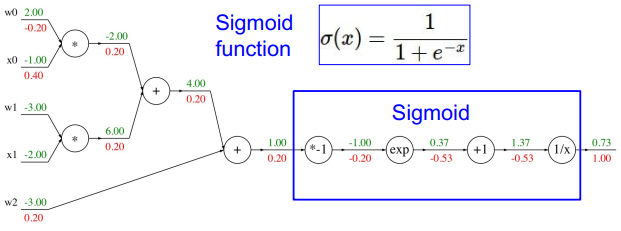 w0 2.00
-0.20
x0 -1.00
0.40
*
-2.00
0.20
w1 -3.00
x1 -2.00
*
6.00
0.20
+
4.00
0.20
w2 -3.00
0.20
+
1.00
0.20
Sigmoid
function
σ(x) = 1 / (1 + e^{-x})
Sigmoid
*-1
-1.00
-0.20
exp
0.37
-0.53
+1
1.37
-0.53
1/x
0.73
1.00